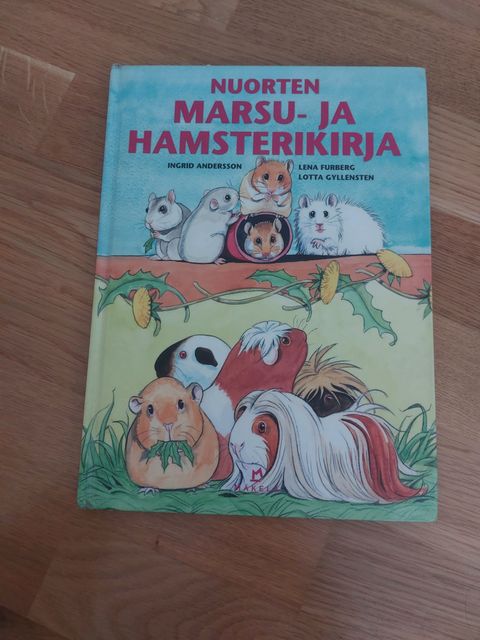 NUORTEN
MARSU- JA
HAMSTERIKIRJA
INGRID ANDERSSON
LENA FURBERG
LOTTA GYLLENSTEN